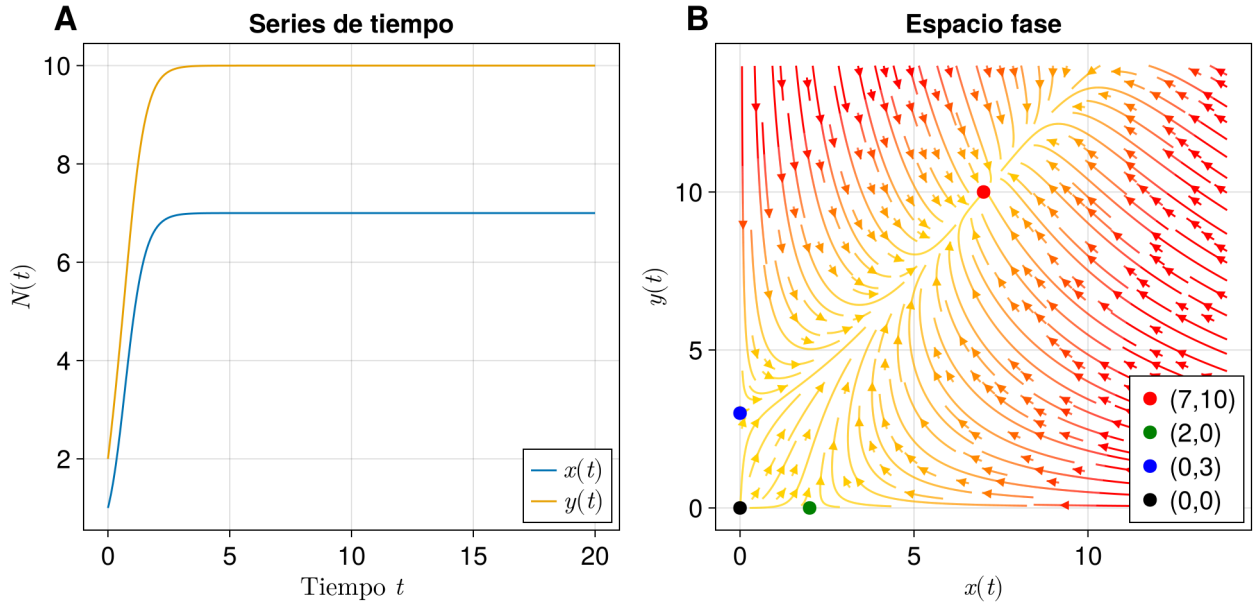 A
Series de tiempo
N(t)
10
8
6
4
2
0
5
10
15
20
Tiempo t
x(t)
y(t)
B
Espacio fase
y(t)
10
5
0
0
5
10
x(t)
(7,10)
(2,0)
(0,3)
(0,0)